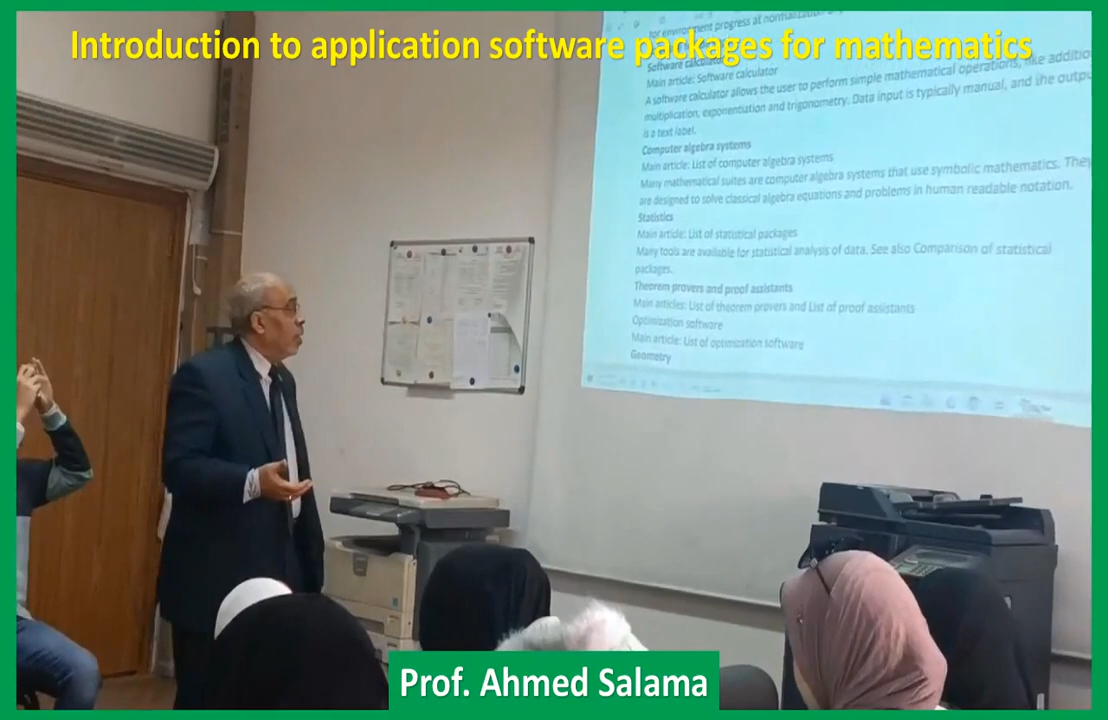 Introduction to application software packages for mathematics
Software calculator
Main article: Software calculator
A software calculator allows the user to perform simple mathematical operations, like addition
multiplication, exponentiation and trigonometry. Data input is typically manual, and the output
is a text label.
Computer algebra systems
Main article: List of computer algebra systems
Many mathematical suites are computer algebra systems that use symbolic mathematics. They
are designed to solve classical algebra equations and problems in human readable notation.
Statistics
Main article: List of statistical packages
Many tools are available for statistical analysis of data. See also Comparison of statistical
packages.
Theorem provers and proof assistants
Main articles: List of theorem provers and List of proof assistants
Optimization software
Main article: List of optimization software
Geometry
Prof. Ahmed Salama